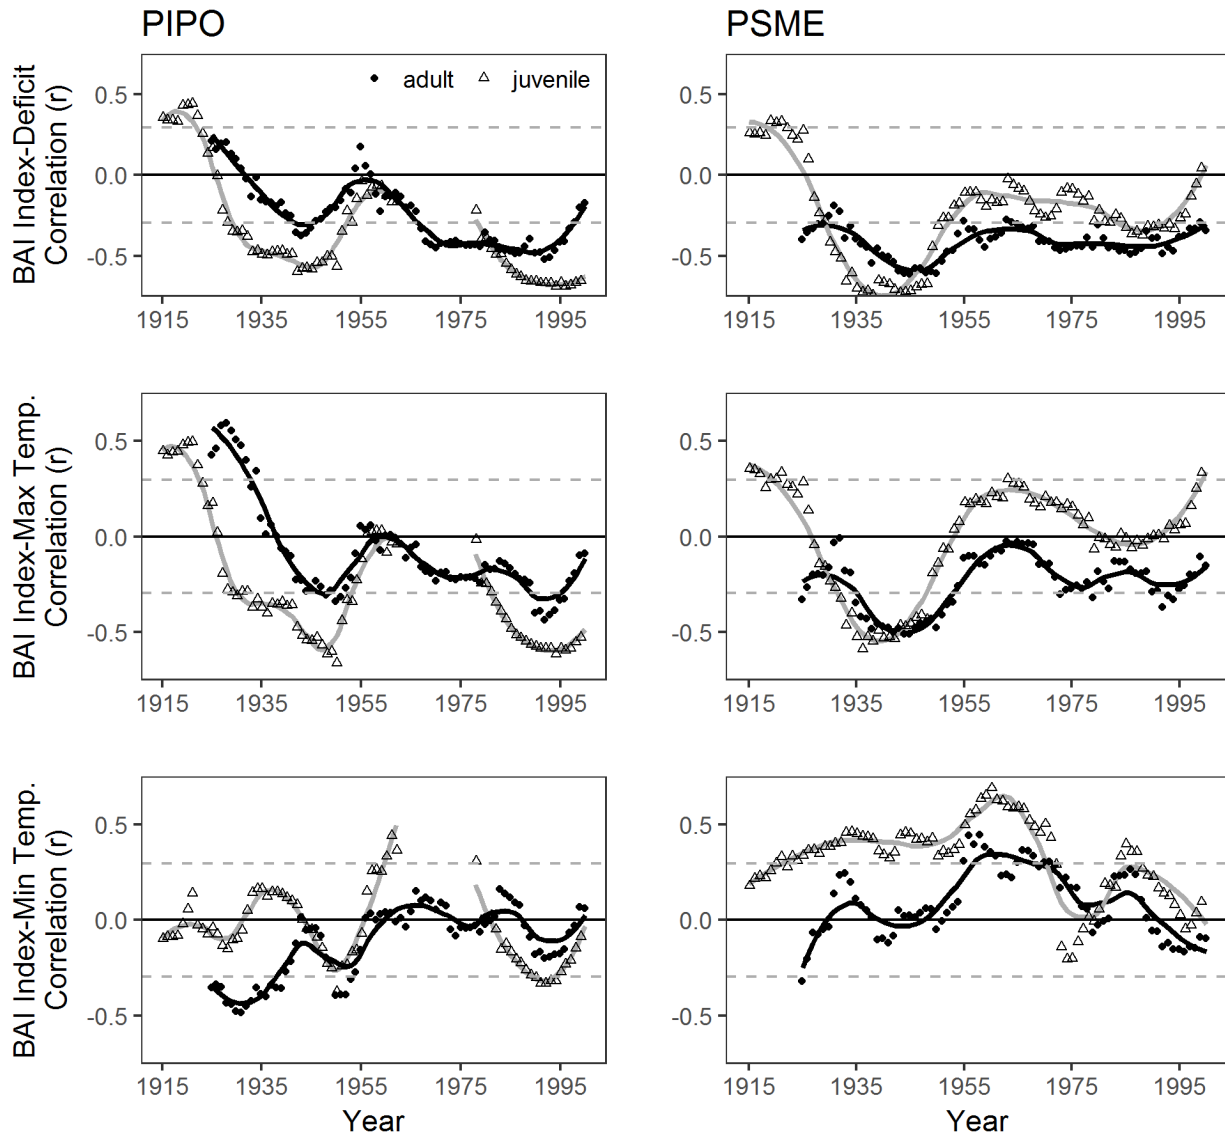 PIPO PSME
BAI Index-Deficit
Correlation (r)
adult juvenile
0.5 0.5
0.0 0.0
-0.5 -0.5
1915 1935 1955 1975 1995 1915 1935 1955 1975 1995
BAI Index-Max Temp.
Correlation (r)
0.5 0.5
0.0 0.0
-0.5 -0.5
1915 1935 1955 1975 1995 1915 1935 1955 1975 1995
BAI Index-Min Temp.
Correlation (r)
0.5 0.5
0.0 0.0
-0.5 -0.5
1915 1935 1955 1975 1995 1915 1935 1955 1975 1995
Year Year